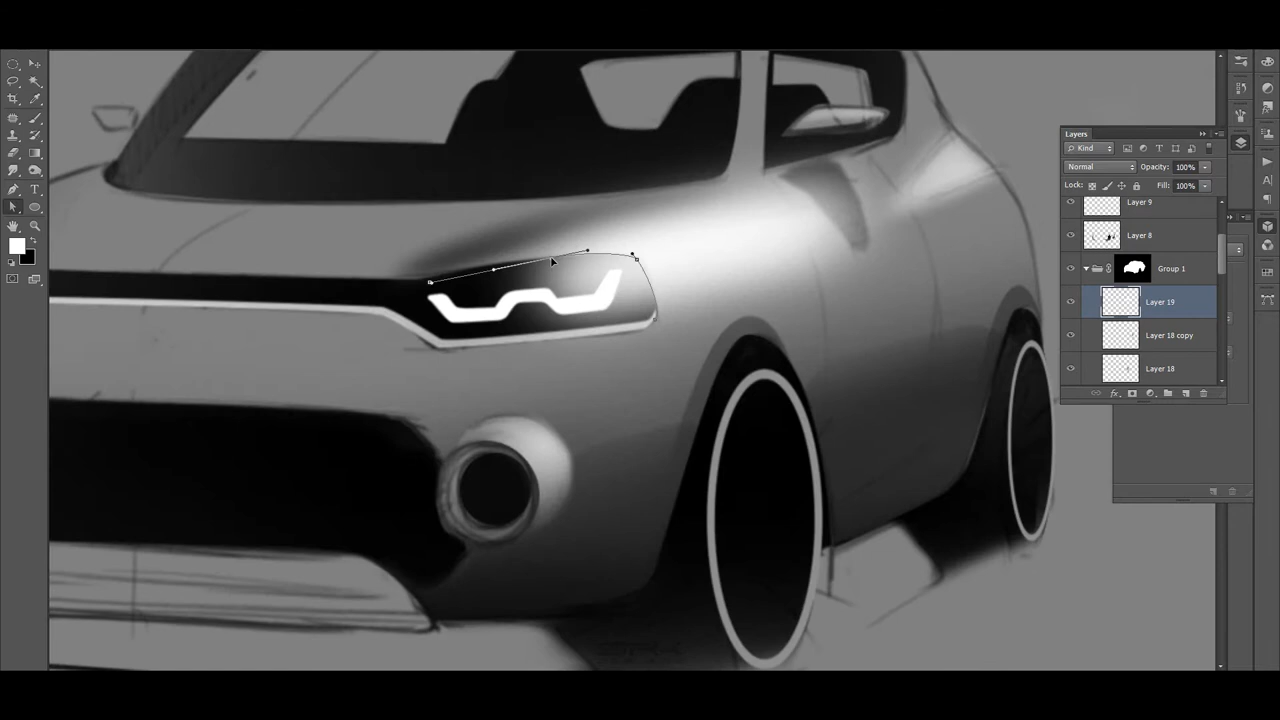 Layers
Kind
Normal
Opacity: 100%
Lock:
Fill: 100%
Layer 9
Layer 8
Group 1
Layer 19
Layer 18 copy
Layer 18
fx